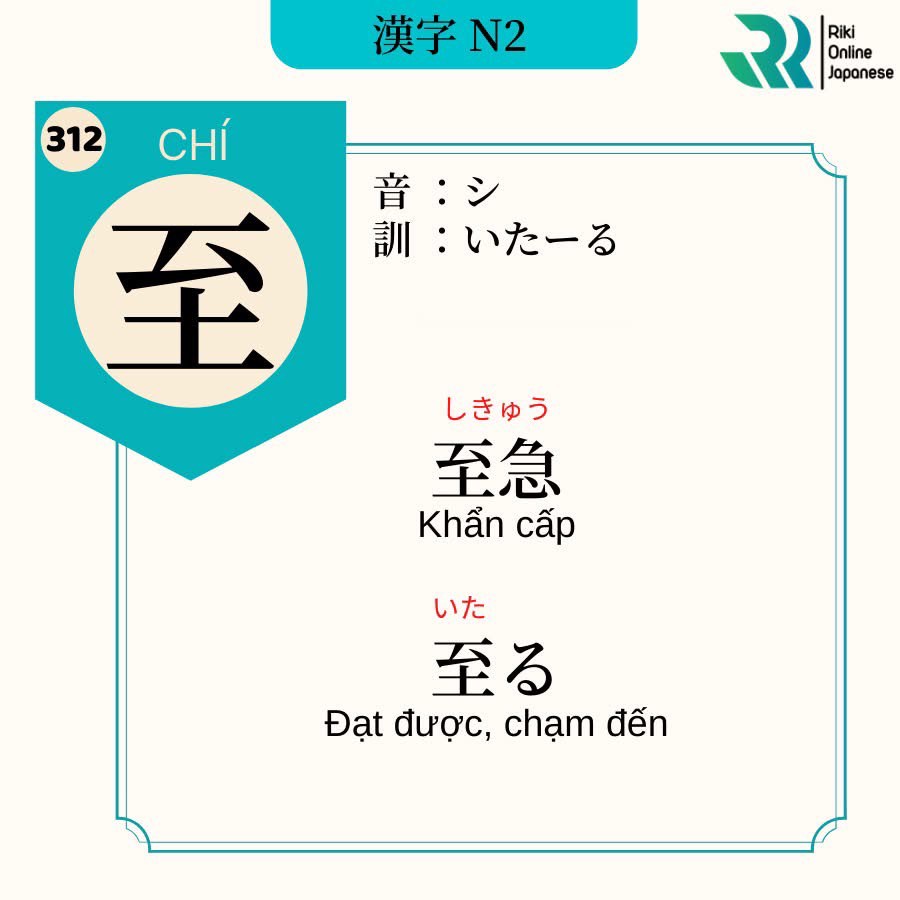 漢字 N2
Riki
Online
Japanese
312
CHÍ
至
音 ：シ
訓 ：いたーる
しきゅう
至急
Khẩn cấp
いた
至る
Đạt được, chạm đến